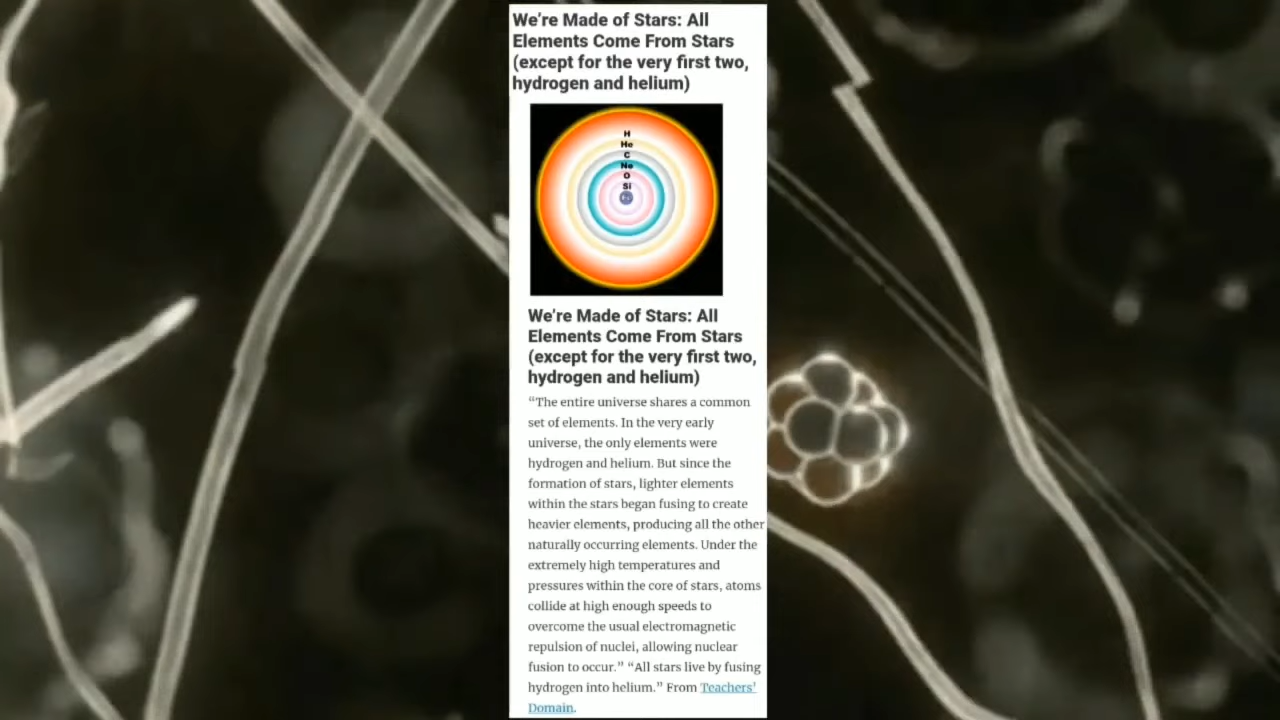 We're Made of Stars: All
Elements Come From Stars
(except for the very first two,
hydrogen and helium)
H
He
C
Ne
O
Si
We're Made of Stars: All
Elements Come From Stars
(except for the very first two,
hydrogen and helium)
“The entire universe shares a common
set of elements. In the very early
universe, the only elements were
hydrogen and helium. But since the
formation of stars, lighter elements
within the stars began fusing to create
heavier elements, producing all the other
naturally occurring elements. Under the
extremely high temperatures and
pressures within the core of stars, atoms
collide at high enough speeds to
overcome the usual electromagnetic
repulsion of nuclei, allowing nuclear
fusion to occur.” “All stars live by fusing
hydrogen into helium.” From Teachers'
Domain.